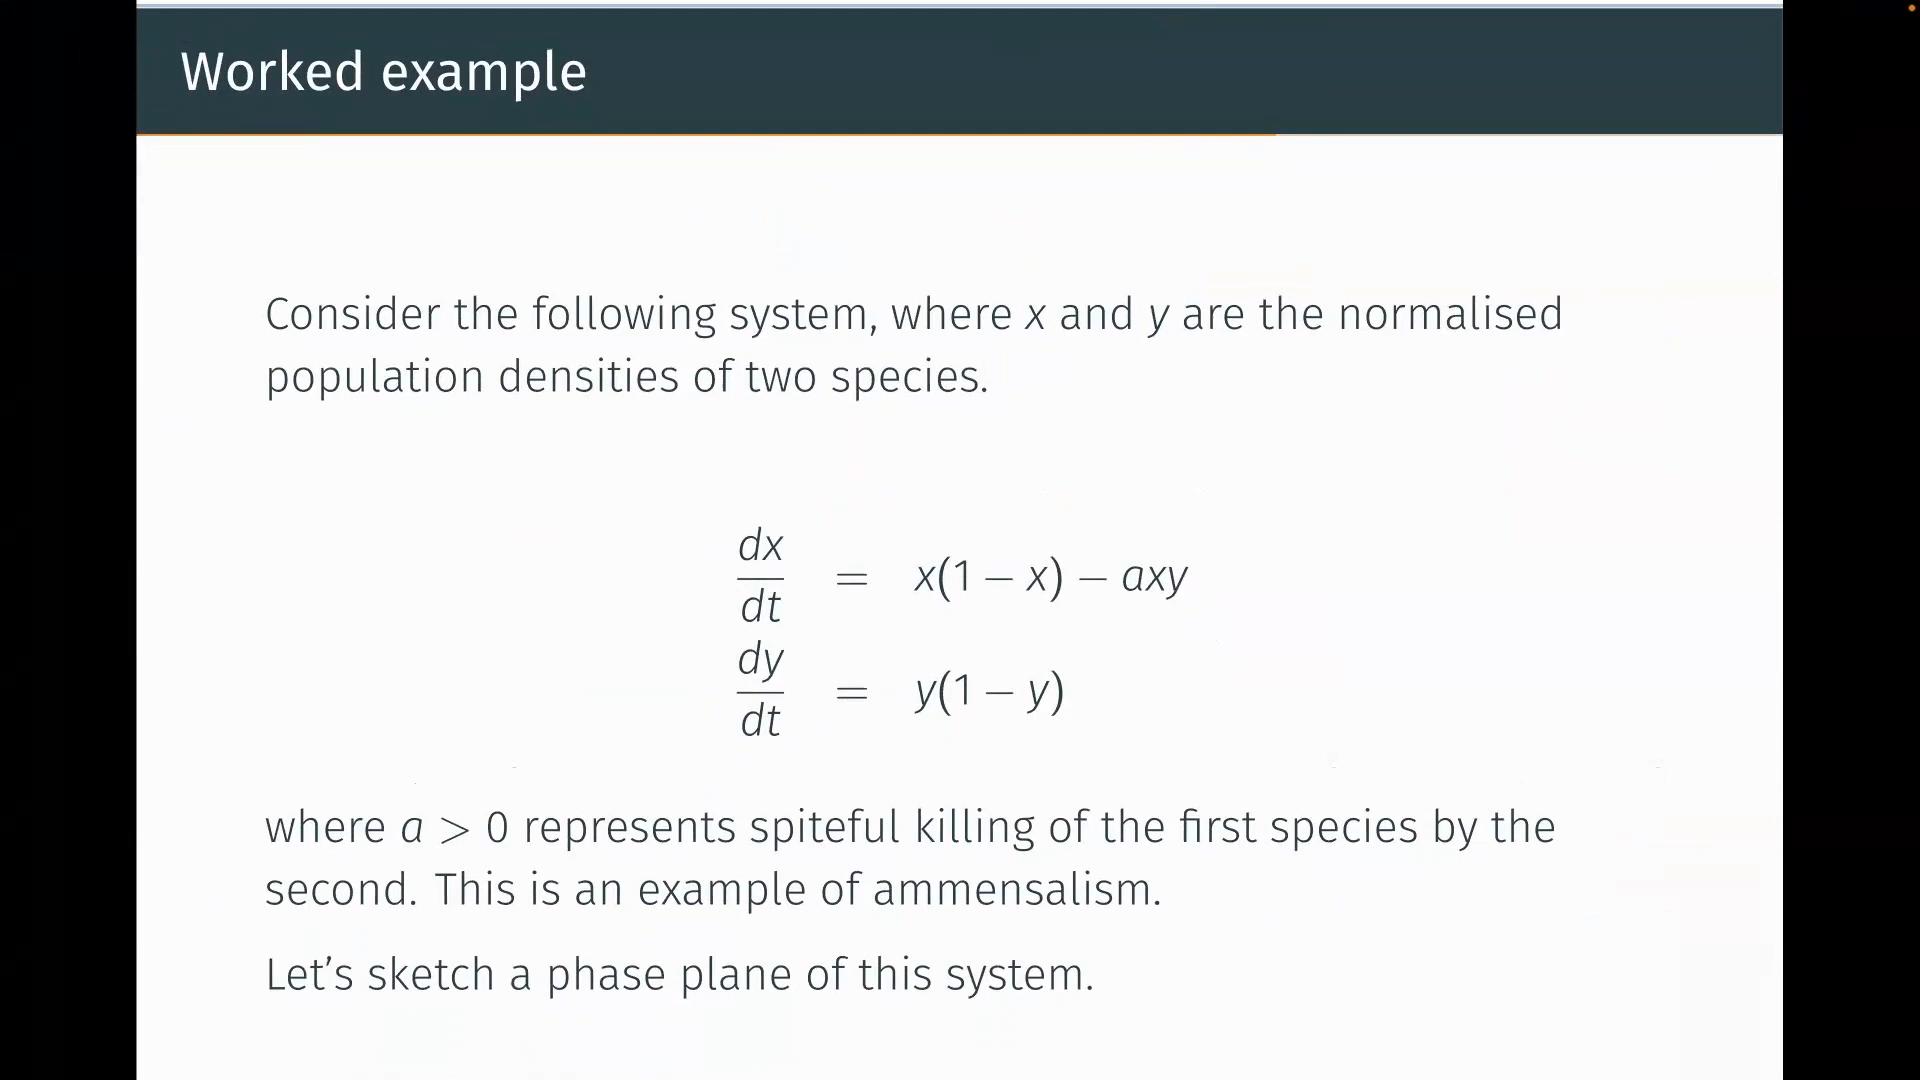 Worked example
Consider the following system, where x and y are the normalised
population densities of two species.
dx/dt = x(1 − x) − axy
dy/dt = y(1 − y)
where a > 0 represents spiteful killing of the first species by the
second. This is an example of ammensalism.
Let’s sketch a phase plane of this system.